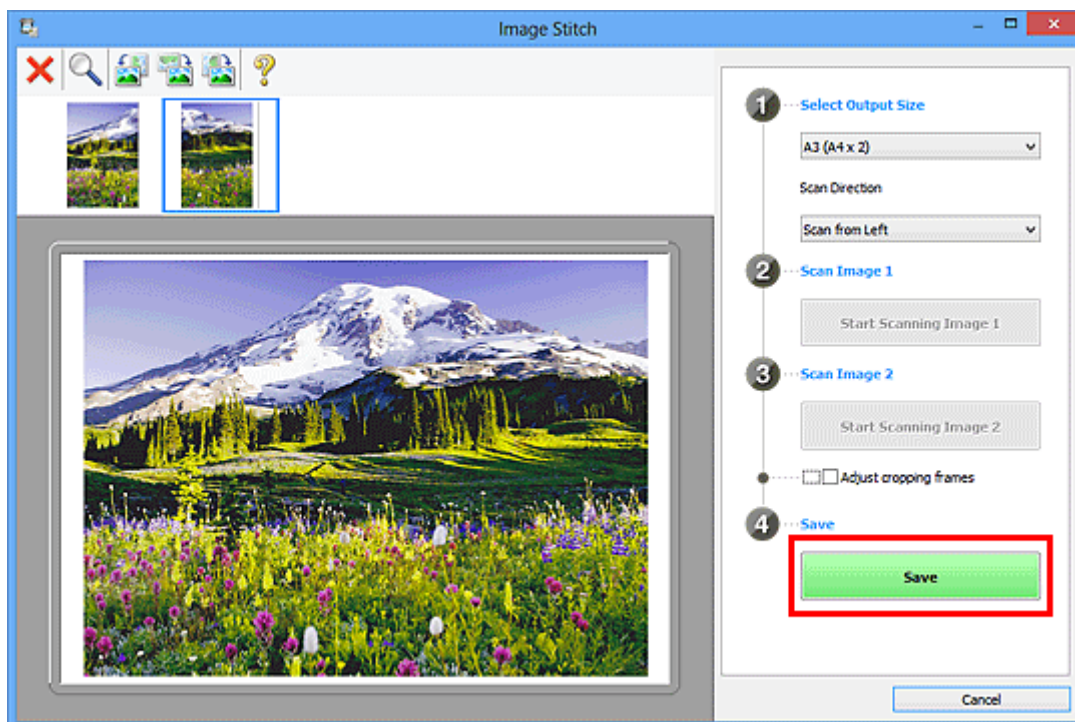 Image Stitch
1 Select Output Size
A3 (A4 x 2)
Scan Direction
Scan from Left
2 Scan Image 1
Start Scanning Image 1
3 Scan Image 2
Start Scanning Image 2
Adjust cropping frames
4 Save
Save
Cancel